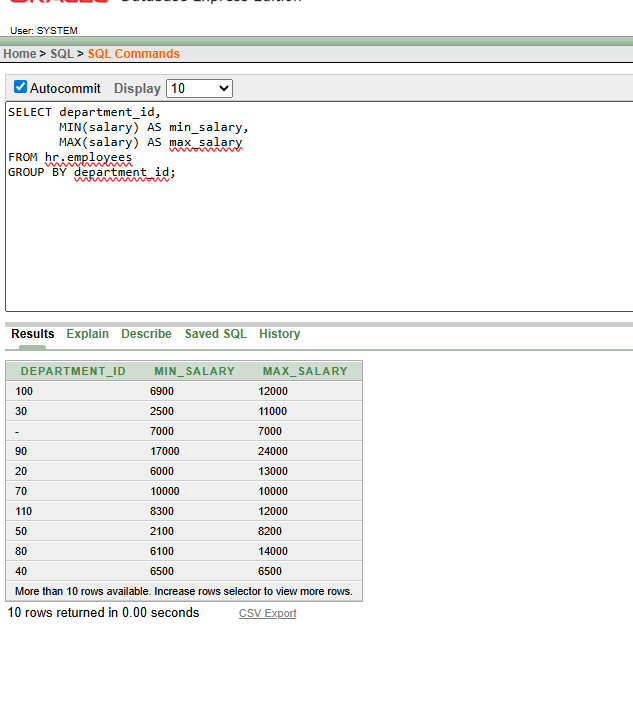 User: SYSTEM
Home > SQL > SQL Commands
Autocommit Display 10
SELECT department_id,
MIN(salary) AS min_salary,
MAX(salary) AS max_salary
FROM hr.employees
GROUP BY department_id;
Results Explain Describe Saved SQL History
DEPARTMENT_ID MIN_SALARY MAX_SALARY
100 6900 12000
30 2500 11000
- 7000 7000
90 17000 24000
20 6000 13000
70 10000 10000
110 8300 12000
50 2100 8200
80 6100 14000
40 6500 6500
More than 10 rows available. Increase rows selector to view more rows.
10 rows returned in 0.00 seconds CSV Export